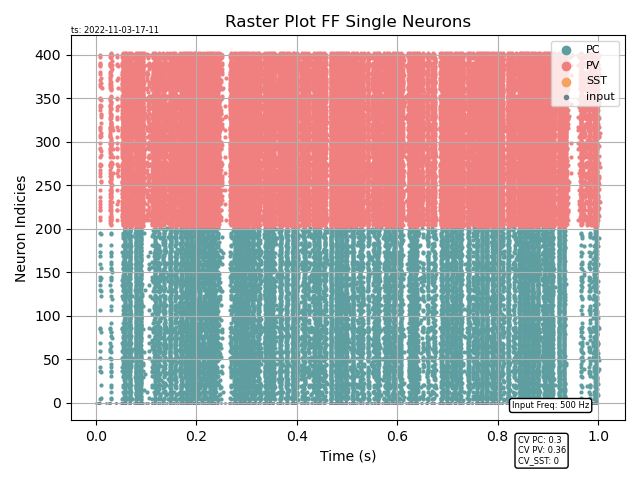 Raster Plot FF Single Neurons
ts: 2022-11-03-17-11
PC
PV
SST
input
400
350
300
250
200
150
100
50
0
Neuron Indicies
Input Freq: 500 Hz
0.0 0.2 0.4 0.6 0.8 1.0
Time (s)
CV PC: 0.3
CV PV: 0.36
CV_SST: 0